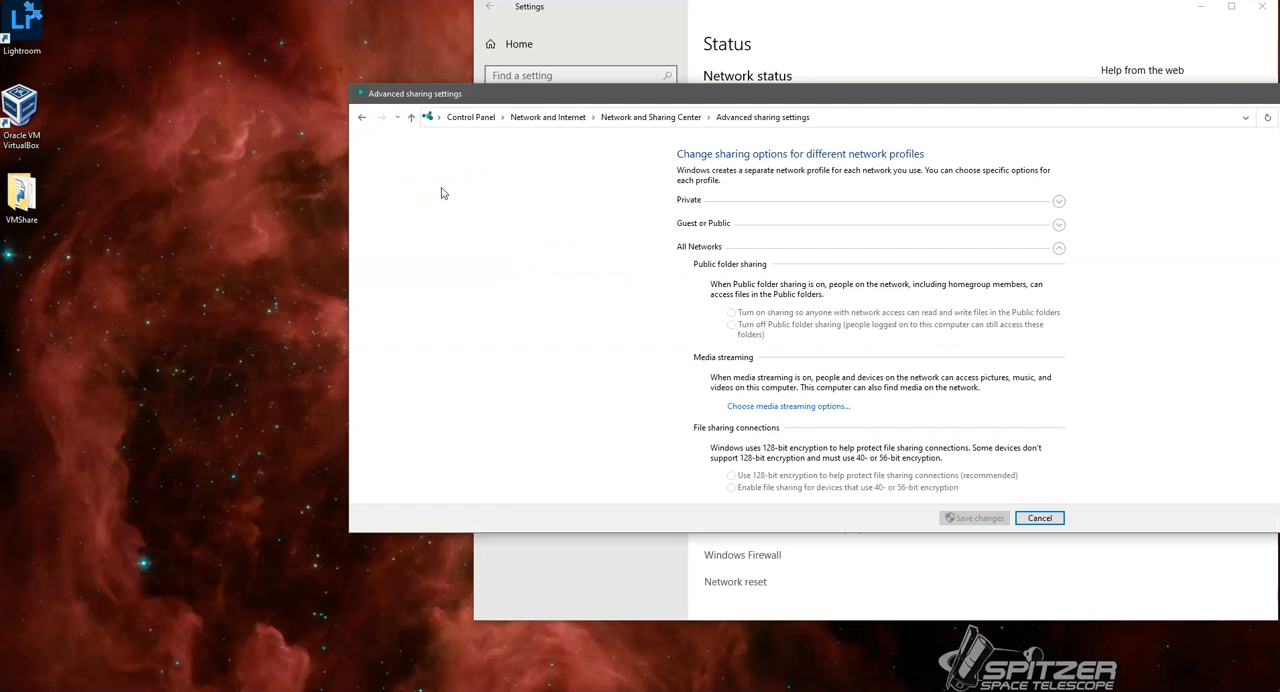 Lr
Lightroom
Oracle VM
VirtualBox
VMShare
Settings
Home
Find a setting
Status
Network status
Help from the web
Advanced sharing settings
Control Panel > Network and Internet > Network and Sharing Center > Advanced sharing settings
Change sharing options for different network profiles
Windows creates a separate network profile for each network you use. You can choose specific options for
each profile.
Private
Guest or Public
All Networks
Public folder sharing
When Public folder sharing is on, people on the network, including homegroup members, can
access files in the Public folders.
Turn on sharing so anyone with network access can read and write files in the Public folders
Turn off Public folder sharing (people logged on to this computer can still access these
folders)
Media streaming
When media streaming is on, people and devices on the network can access pictures, music, and
videos on this computer. This computer can also find media on the network.
Choose media streaming options...
File sharing connections
Windows uses 128-bit encryption to help protect file sharing connections. Some devices don't
support 128-bit encryption and must use 40- or 56-bit encryption.
Use 128-bit encryption to help protect file sharing connections (recommended)
Enable file sharing for devices that use 40- or 56-bit encryption
Save changes
Cancel
Windows Firewall
Network reset
SPITZER
SPACE TELESCOPE